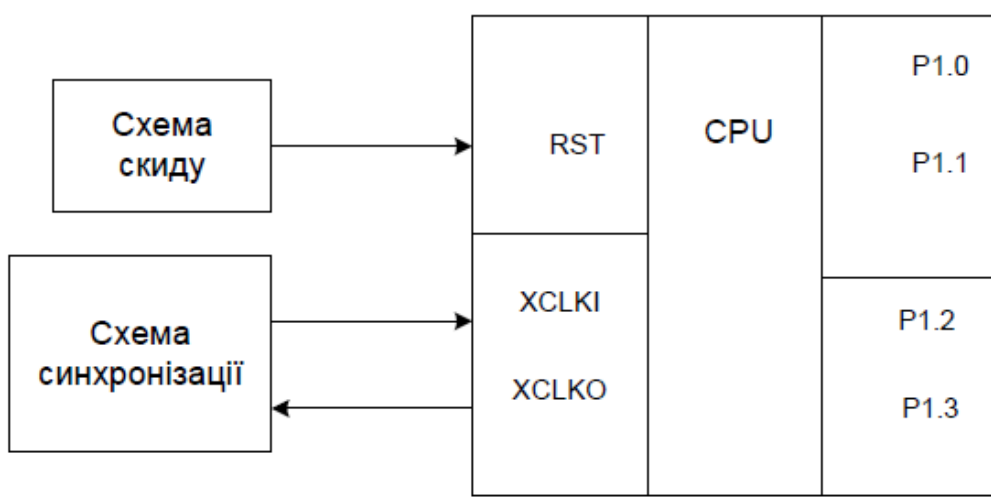 Схема
скиду
RST
CPU
P1.0
P1.1
Схема
синхронізації
XCLKI
XCLKO
P1.2
P1.3